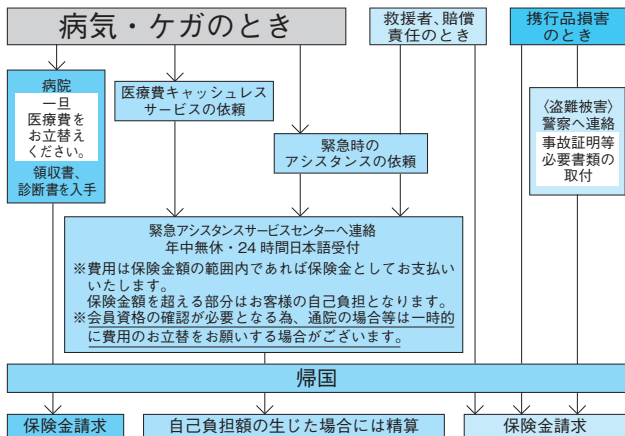 病気・ケガのとき
救援者、賠償
責任のとき
携行品損害
のとき
病院
一旦
医療費を
お立替え
ください。
領収書、
診断書を入手
医療費キャッシュレス
サービスの依頼
緊急時の
アシスタンスの依頼
〈盗難被害〉
警察へ連絡
事故証明等
必要書類の
取付
緊急アシスタンスサービスセンターへ連絡
年中無休・24時間日本語受付
※費用は保険金額の範囲内であれば保険金としてお支払い
いたします。
保険金額を超える部分はお客様の自己負担となります。
※会員資格の確認が必要となる為、通院の場合等は一時的
に費用のお立替をお願いする場合がございます。
帰国
保険金請求
自己負担額の生じた場合には精算
保険金請求